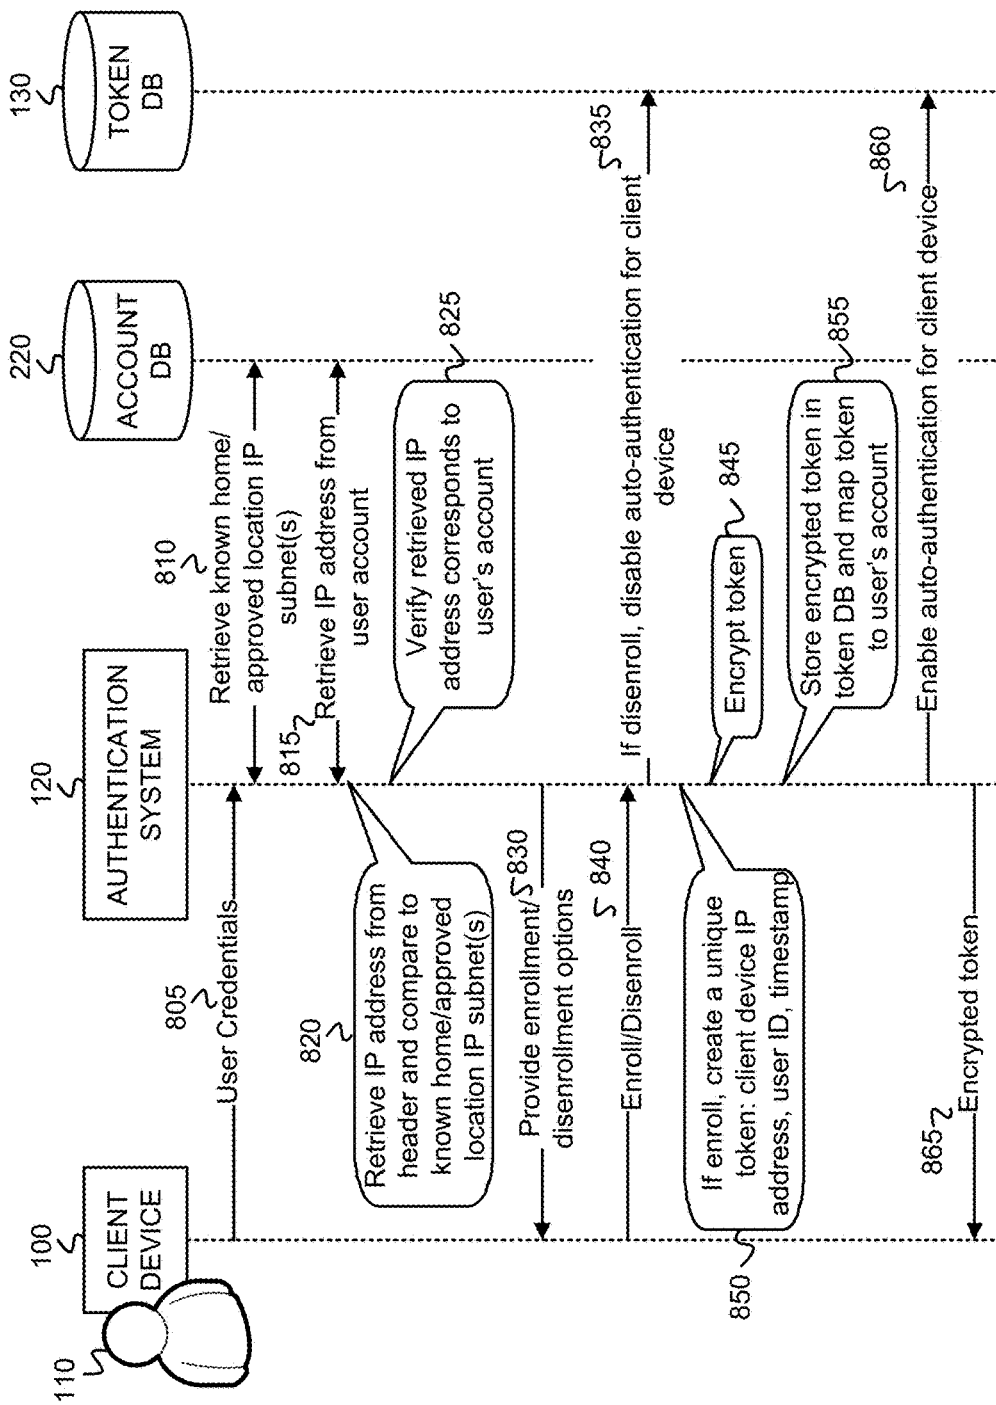 110
100
CLIENT
DEVICE
120
AUTHENTICATION
SYSTEM
220
ACCOUNT
DB
130
TOKEN
DB
805
User Credentials
810
Retrieve known home/
approved location IP
subnet(s)
815
Retrieve IP address from
user account
820
Retrieve IP address from
header and compare to
known home/approved
location IP subnet(s)
825
Verify retrieved IP
address corresponds to
user's account
830
Provide enrollment/
disenrollment options
840
Enroll/Disenroll
835
If disenroll, disable auto-authentication for client
device
850
If enroll, create a unique
token: client device IP
address, user ID, timestamp
845
Encrypt token
855
Store encrypted token in
token DB and map token
to user's account
860
Enable auto-authentication for client device
865
Encrypted token